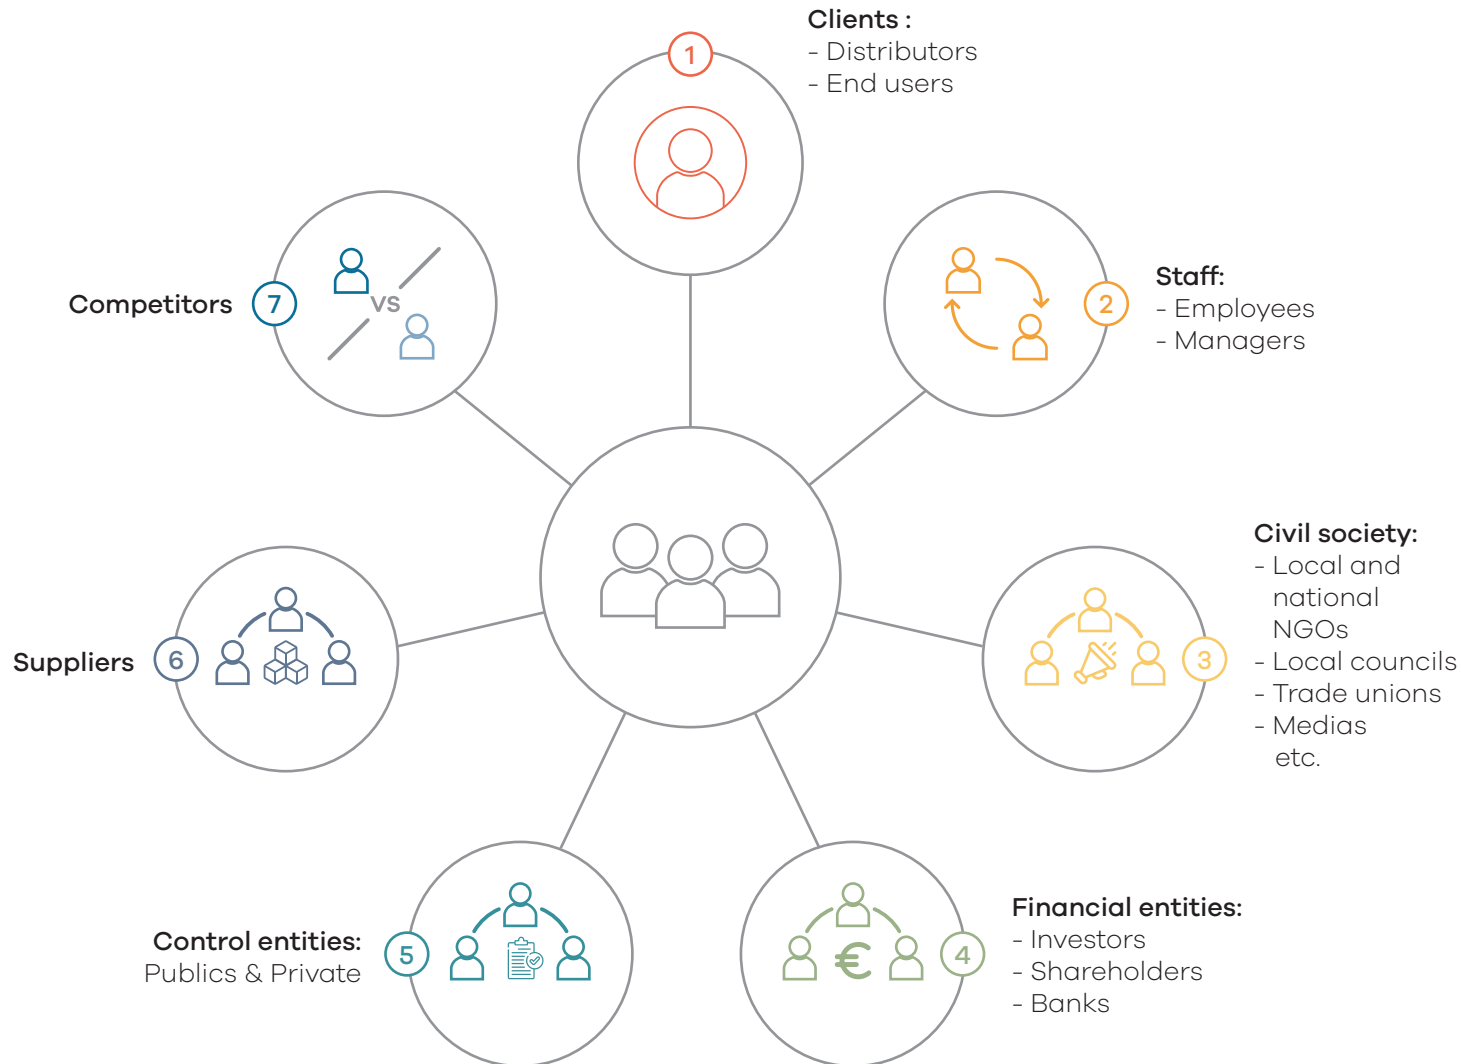 1
Clients :
- Distributors
- End users
2
Staff:
- Employees
- Managers
3
Civil society:
- Local and
national
NGOs
- Local councils
- Trade unions
- Medias
etc.
4
Financial entities:
- Investors
- Shareholders
- Banks
€
5
Control entities:
Publics & Private
6
Suppliers
7
Competitors
VS